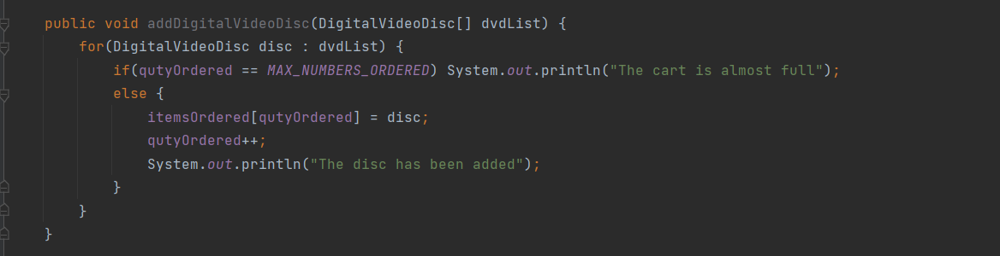 public void addDigitalVideoDisc(DigitalVideoDisc[] dvdList) {
for(DigitalVideoDisc disc : dvdList) {
if(qutyOrdered == MAX_NUMBERS_ORDERED) System.out.println("The cart is almost full");
else {
itemsOrdered[qutyOrdered] = disc;
qutyOrdered++;
System.out.println("The disc has been added");
}
}
}